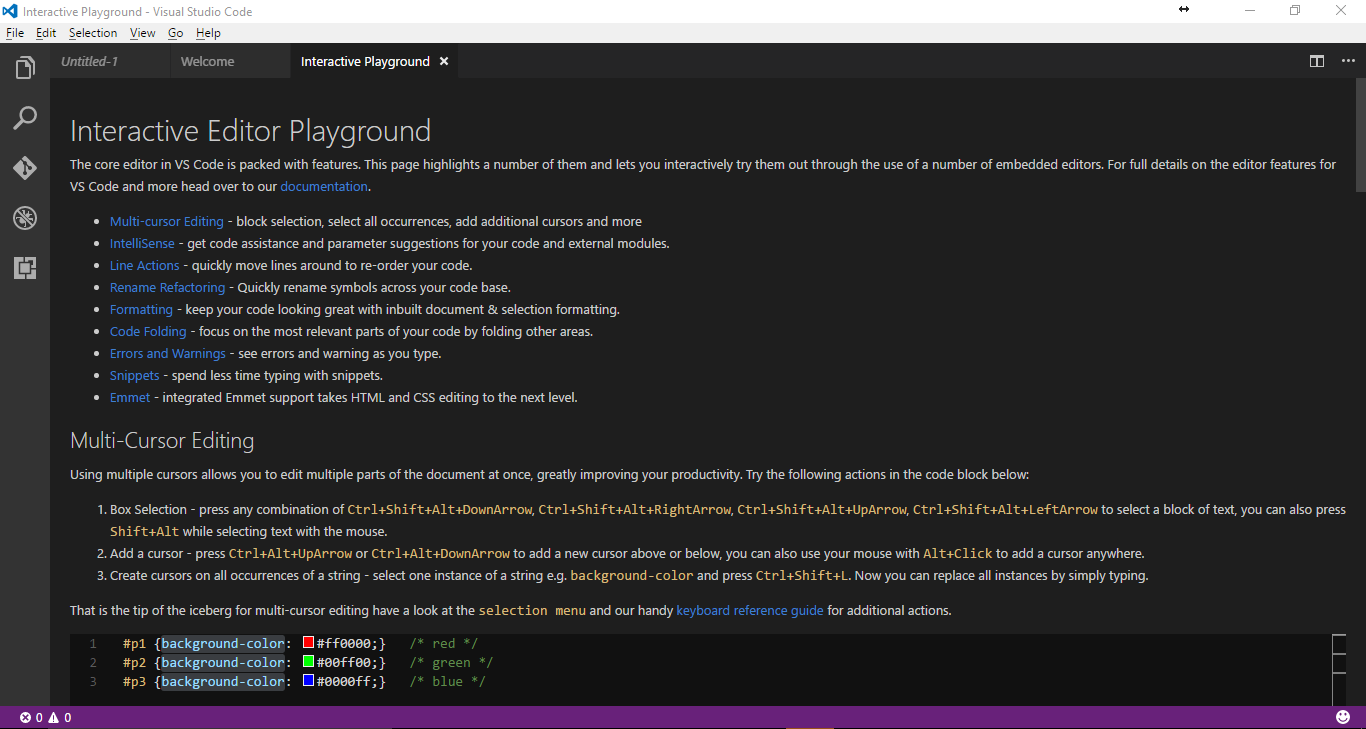 Interactive Playground - Visual Studio Code
File Edit Selection View Go Help
Untitled-1 Welcome Interactive Playground
Interactive Editor Playground
The core editor in VS Code is packed with features. This page highlights a number of them and lets you interactively try them out through the use of a number of embedded editors. For full details on the editor features for
VS Code and more head over to our documentation.
• Multi-cursor Editing - block selection, select all occurrences, add additional cursors and more
• IntelliSense - get code assistance and parameter suggestions for your code and external modules.
• Line Actions - quickly move lines around to re-order your code.
• Rename Refactoring - Quickly rename symbols across your code base.
• Formatting - keep your code looking great with inbuilt document & selection formatting.
• Code Folding - focus on the most relevant parts of your code by folding other areas.
• Errors and Warnings - see errors and warning as you type.
• Snippets - spend less time typing with snippets.
• Emmet - integrated Emmet support takes HTML and CSS editing to the next level.
Multi-Cursor Editing
Using multiple cursors allows you to edit multiple parts of the document at once, greatly improving your productivity. Try the following actions in the code block below:
1. Box Selection - press any combination of Ctrl+Shift+Alt+DownArrow, Ctrl+Shift+Alt+RightArrow, Ctrl+Shift+Alt+UpArrow, Ctrl+Shift+Alt+LeftArrow to select a block of text, you can also press
Shift+Alt while selecting text with the mouse.
2. Add a cursor - press Ctrl+Alt+UpArrow or Ctrl+Alt+DownArrow to add a new cursor above or below, you can also use your mouse with Alt+Click to add a cursor anywhere.
3. Create cursors on all occurrences of a string - select one instance of a string e.g. background-color and press Ctrl+Shift+L. Now you can replace all instances by simply typing.
That is the tip of the iceberg for multi-cursor editing have a look at the selection menu and our handy keyboard reference guide for additional actions.
1 #p1 {background-color: #ff0000;} /* red */
2 #p2 {background-color: #00ff00;} /* green */
3 #p3 {background-color: #0000ff;} /* blue */
0 0